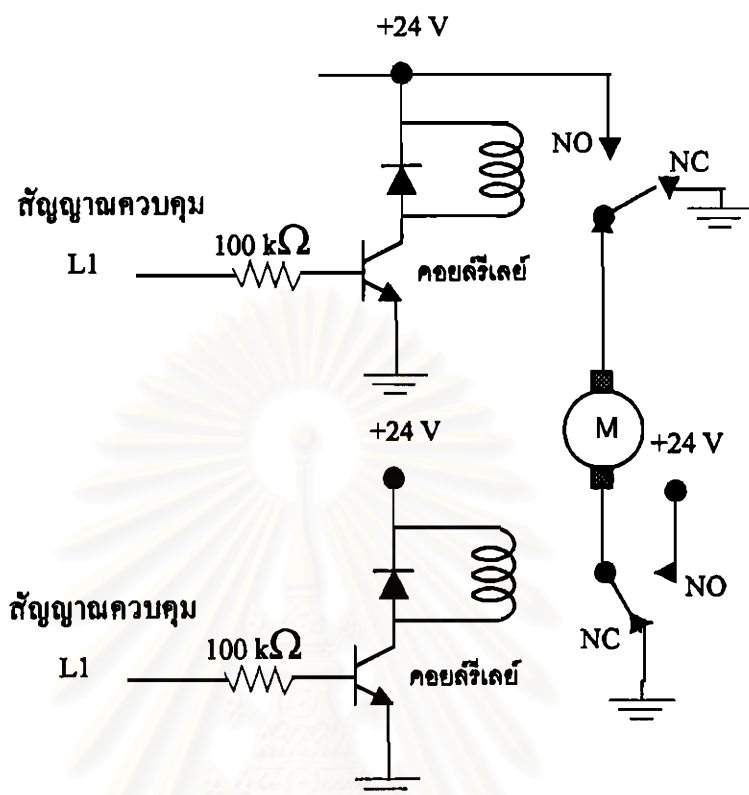 +24 V
NO
NC
สัญญาณควบคุม
L1
100 kΩ
คอยล์รีเลย์
M
+24 V
+24 V
NO
NC
สัญญาณควบคุม
L1
100 kΩ
คอยล์รีเลย์